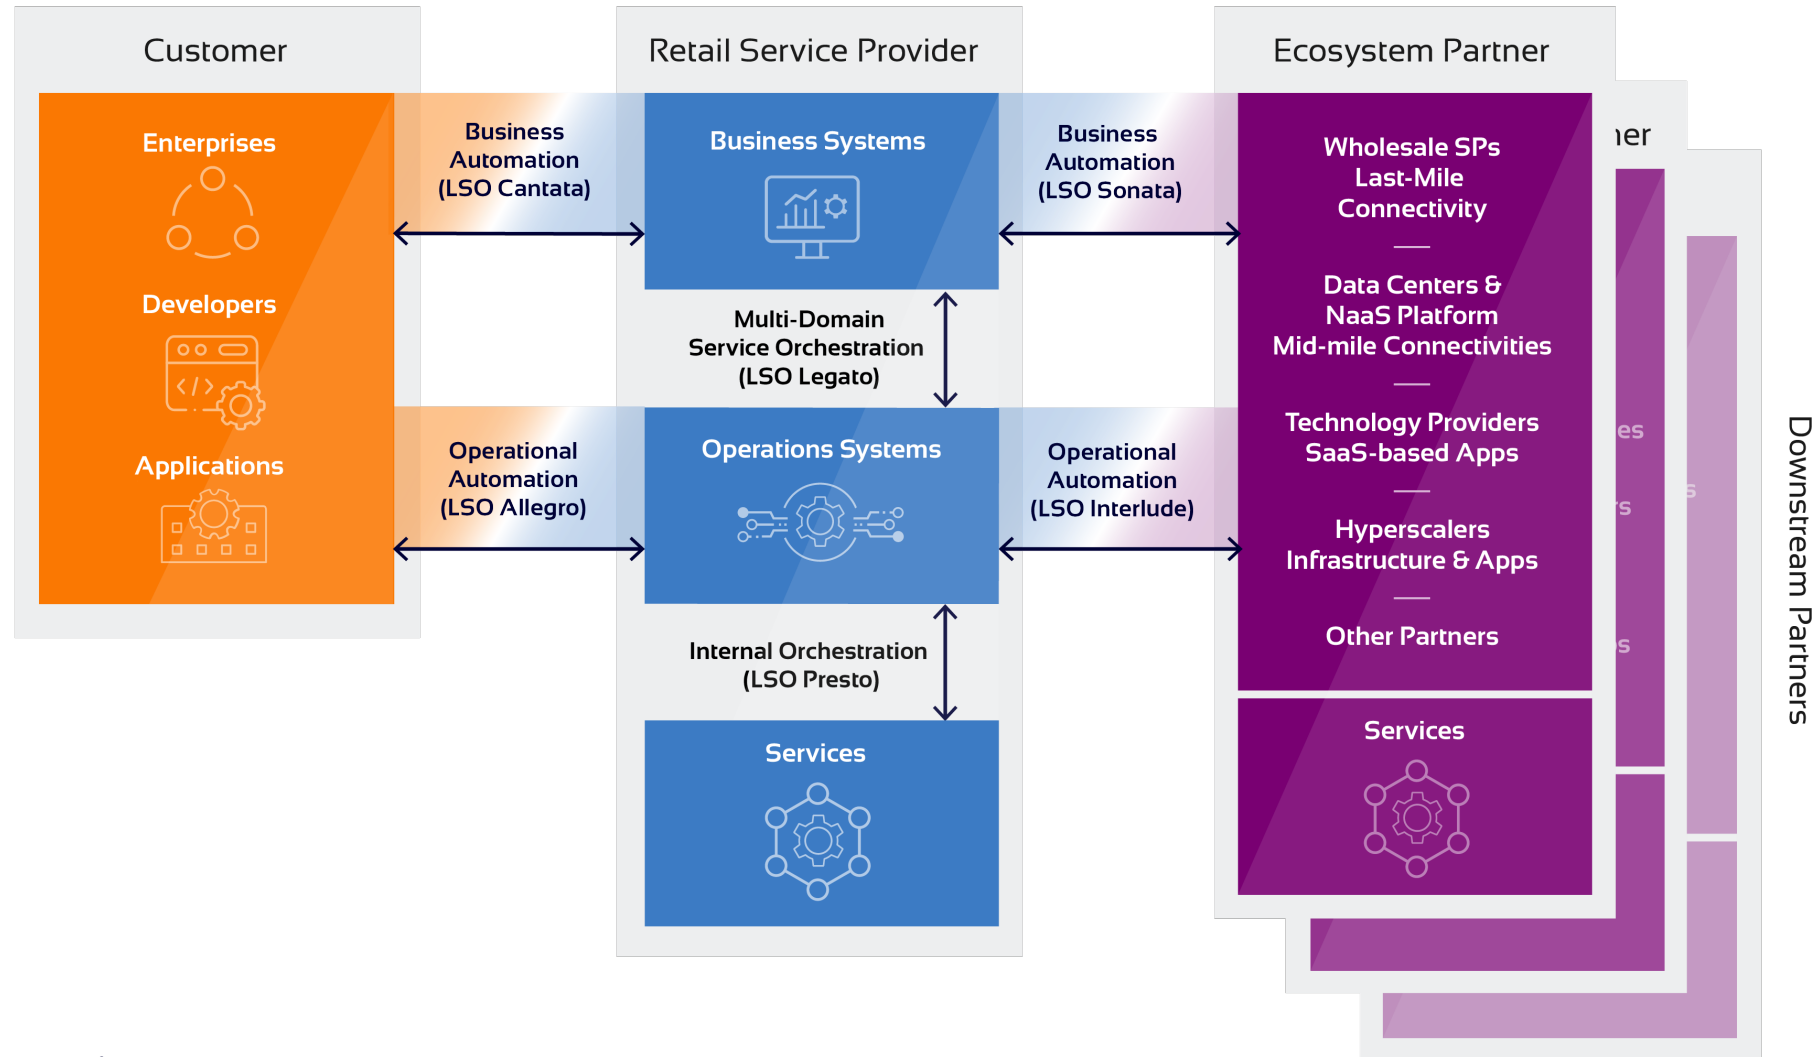 Customer
Enterprises
Developers
Applications
Business
Automation
(LSO Cantata)
Operational
Automation
(LSO Allegro)
Retail Service Provider
Business Systems
Multi-Domain
Service Orchestration
(LSO Legato)
Operations Systems
Internal Orchestration
(LSO Presto)
Services
Business
Automation
(LSO Sonata)
Operational
Automation
(LSO Interlude)
Ecosystem Partner
Wholesale SPs
Last-Mile
Connectivity
Data Centers &
NaaS Platform
Mid-mile Connectivities
Technology Providers
SaaS-based Apps
Hyperscalers
Infrastructure & Apps
Other Partners
Services
Downstream Partners